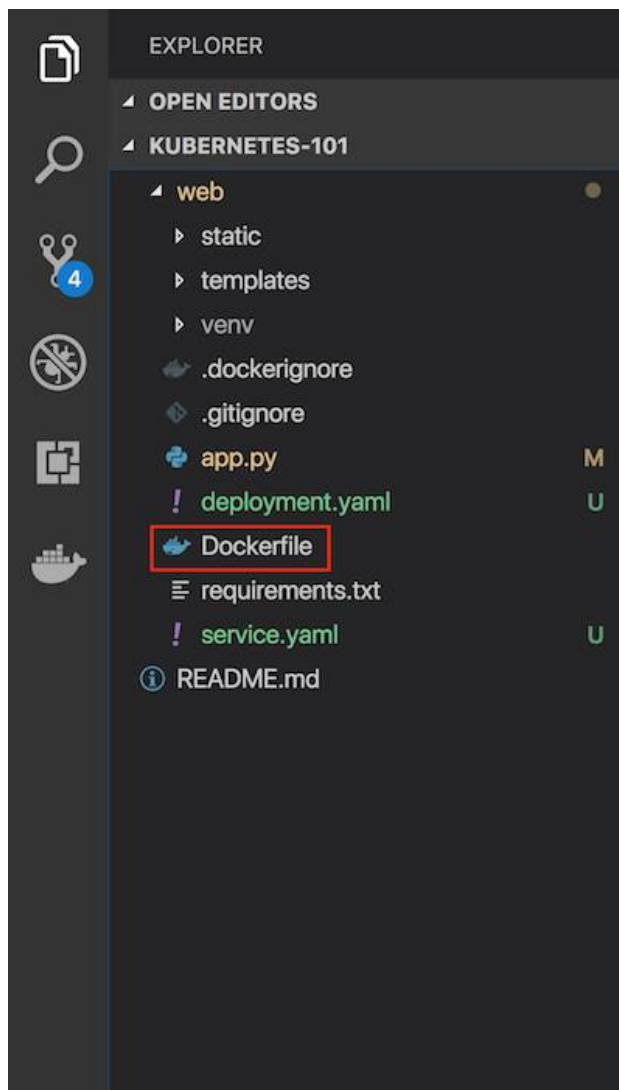 EXPLORER
OPEN EDITORS
KUBERNETES-101
web
static
templates
4
venv
.dockerignore
.gitignore
app.py M
! deployment.yaml U
Dockerfile
requirements.txt
! service.yaml U
README.md